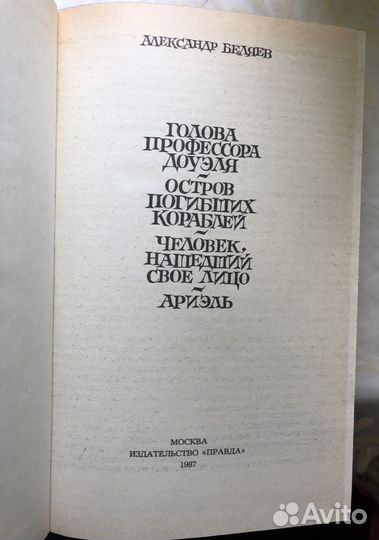 АЛЕКСАНДР БЕЛЯЕВ
ГОЛОВА
ПРОФЕССОРА
ДОУЭЛЯ
~
ОСТРОВ
ПОГИБШИХ
КОРАБЛЕЙ
~
ЧЕЛОВЕК,
НАШЕДШИЙ
СВОЕ ЛИЦО
~
АРИЭЛЬ
МОСКВА
ИЗДАТЕЛЬСТВО «ПРАВДА»
1987
Avito